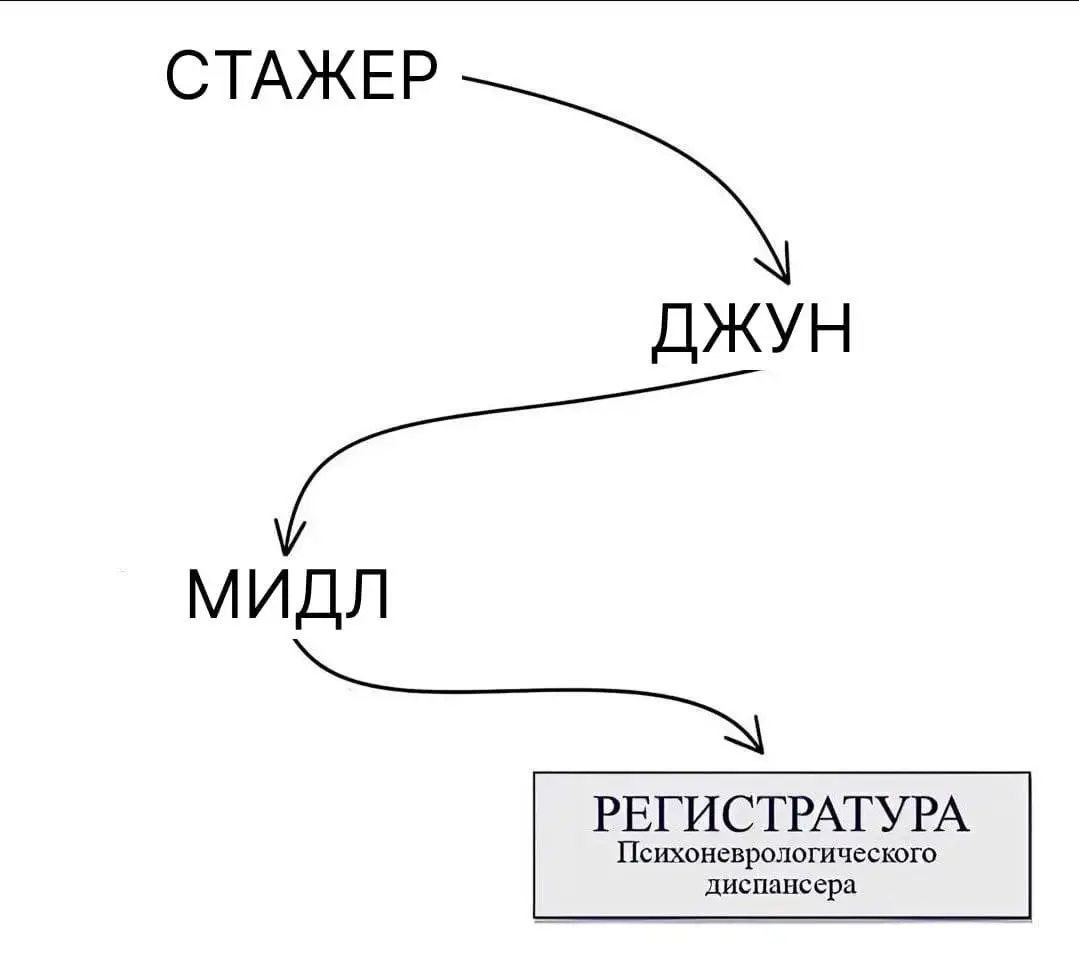 СТАЖЕР
ДЖУН
МИДЛ
РЕГИСТРАТУРА
Психоневрологического
диспансера